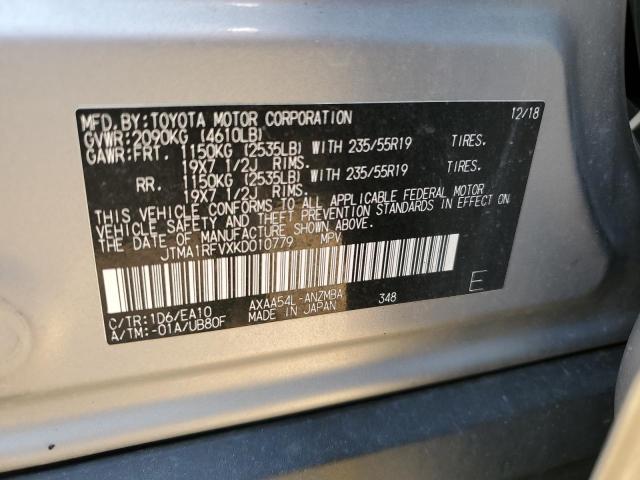 MFD.BY:TOYOTA MOTOR CORPORATION 12/18
GVWR:2090KG (4610LB)
GAWR:FRT. 1150KG (2535LB) WITH 235/55R19 TIRES.
19X7 1/2J RIMS.
RR. 1150KG (2535LB) WITH 235/55R19 TIRES.
19X7 1/2J RIMS.
THIS VEHICLE CONFORMS TO ALL APPLICABLE FEDERAL MOTOR
VEHICLE SAFETY AND THEFT PREVENTION STANDARDS IN EFFECT ON
THE DATE OF MANUFACTURE SHOWN ABOVE.
JTMA1RFVXKD010779 MPV
C/TR:1D6/EA10 AXAA54L-ANZMBA 348 E
A/TM:-01A/UB80F MADE IN JAPAN